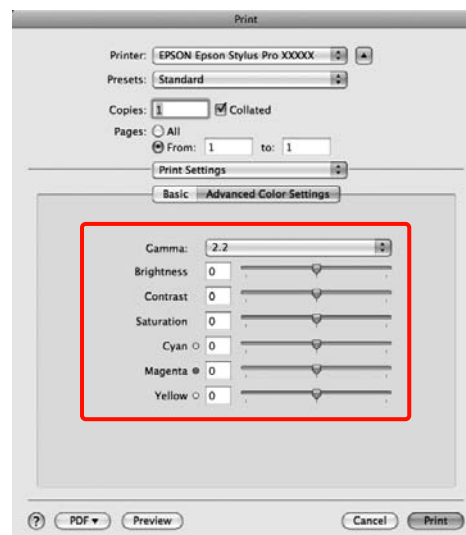 Print
Printer: EPSON Epson Stylus Pro XXXXX
Presets: Standard
Copies: 1 Collated
Pages: All
From: 1 to: 1
Print Settings
Basic Advanced Color Settings
Gamma: 2.2
Brightness 0
Contrast 0
Saturation 0
Cyan 0
Magenta 0
Yellow 0
? PDF▼ Preview Cancel Print